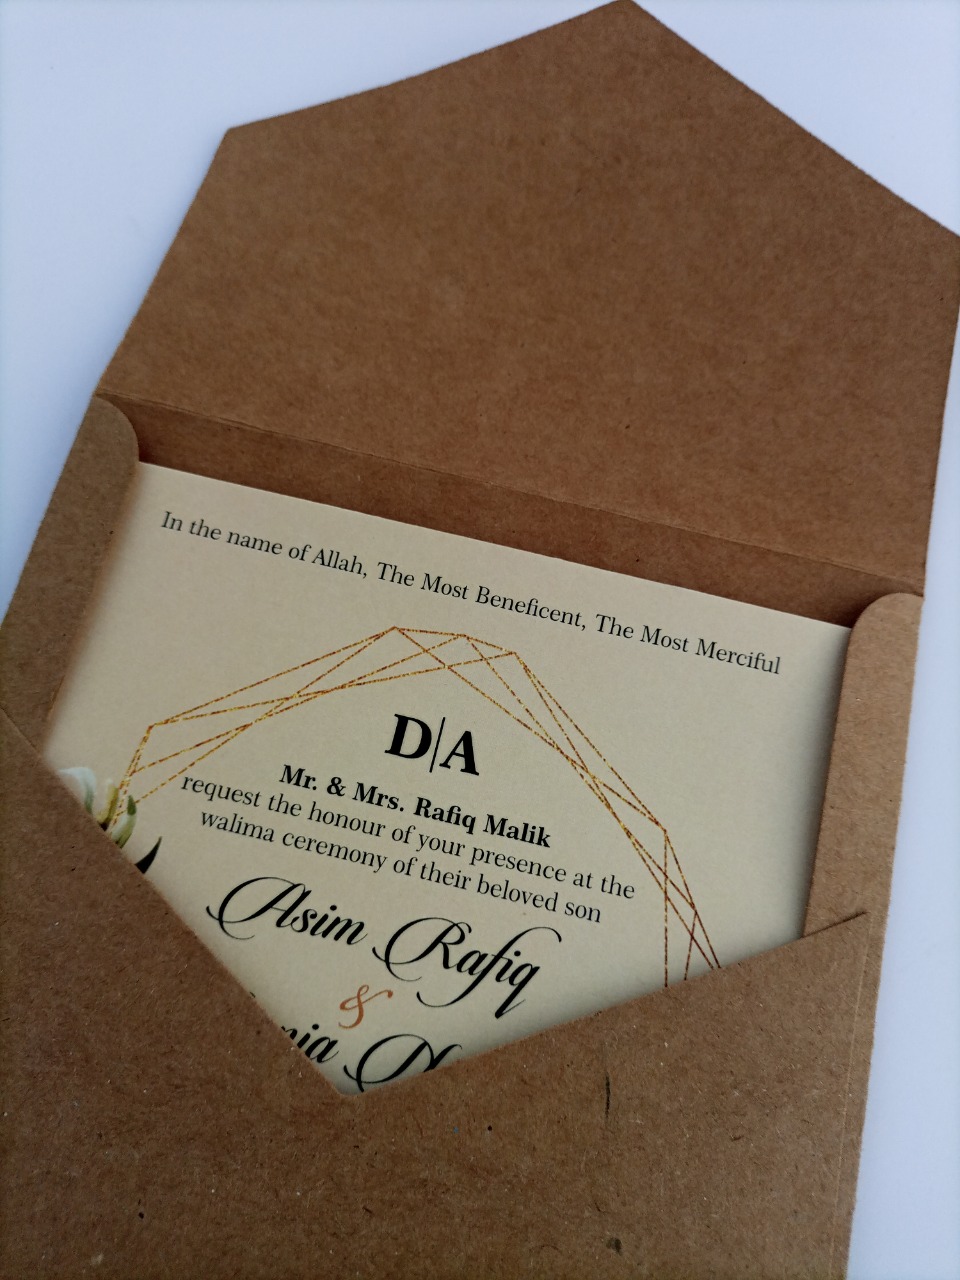 In the name of Allah, The Most Beneficent, The Most Merciful
D|A
Mr. & Mrs. Rafiq Malik
request the honour of your presence at the
walima ceremony of their beloved son
Asim Rafiq
&